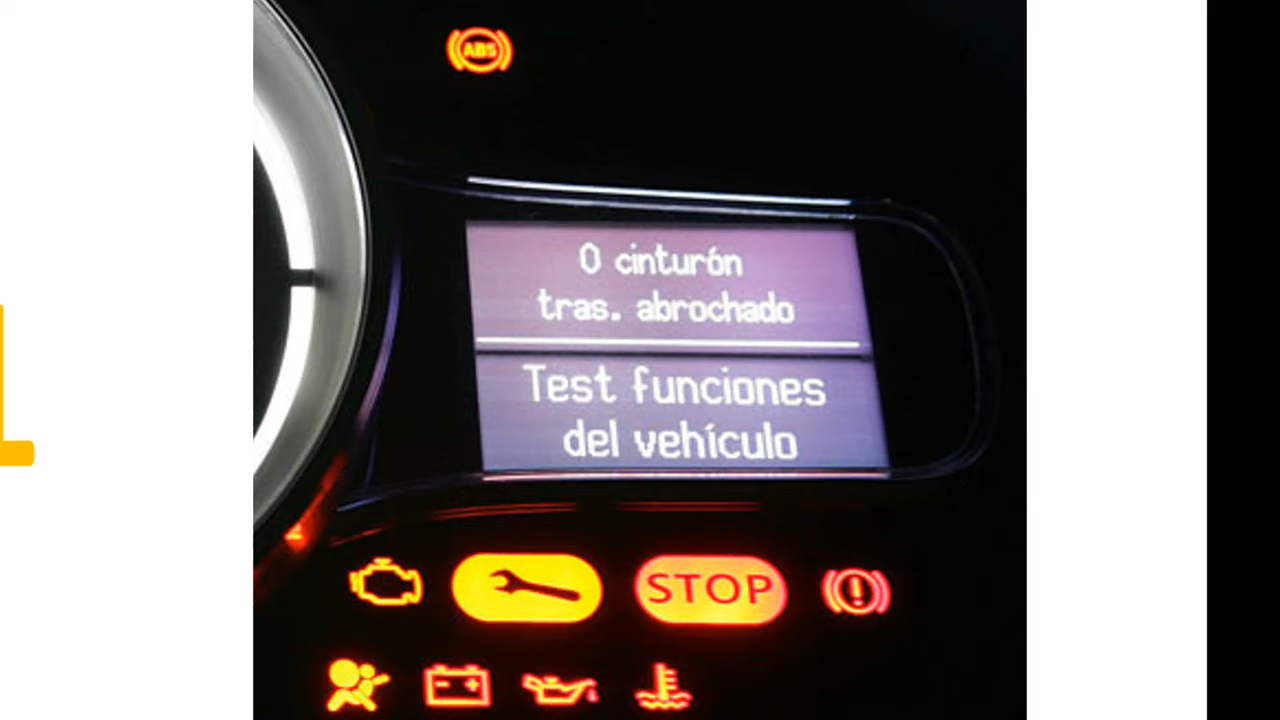 ABS
0 cinturón
tras. abrochado
Test funciones
del vehículo
STOP